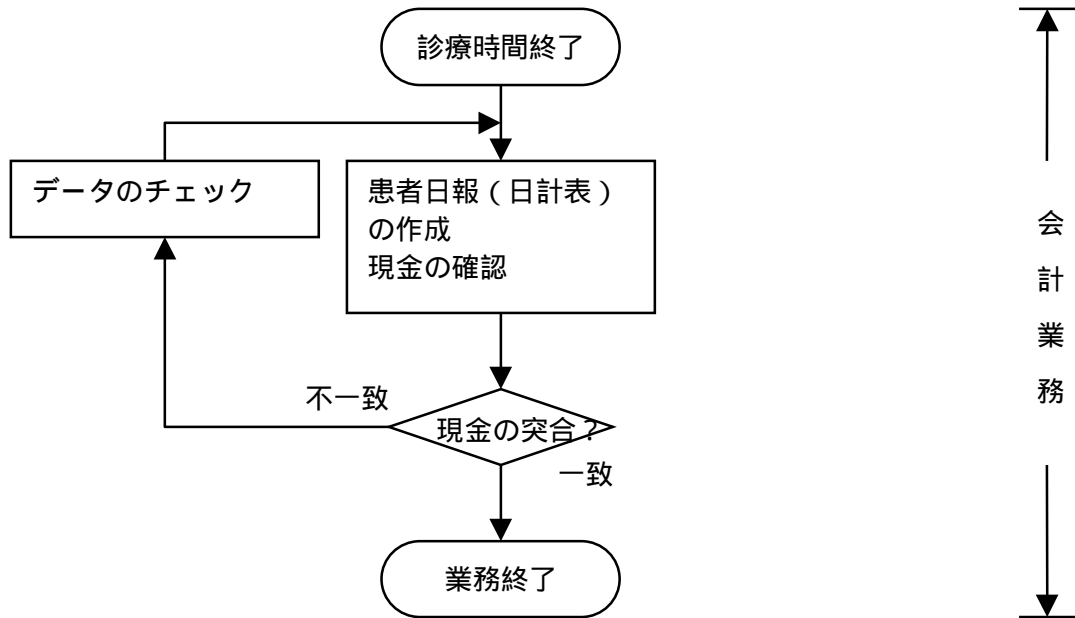 診療時間終了
データのチェック
患者日報（日計表）
の作成
現金の確認
不一致
現金の突合？
一致
業務終了
会計業務